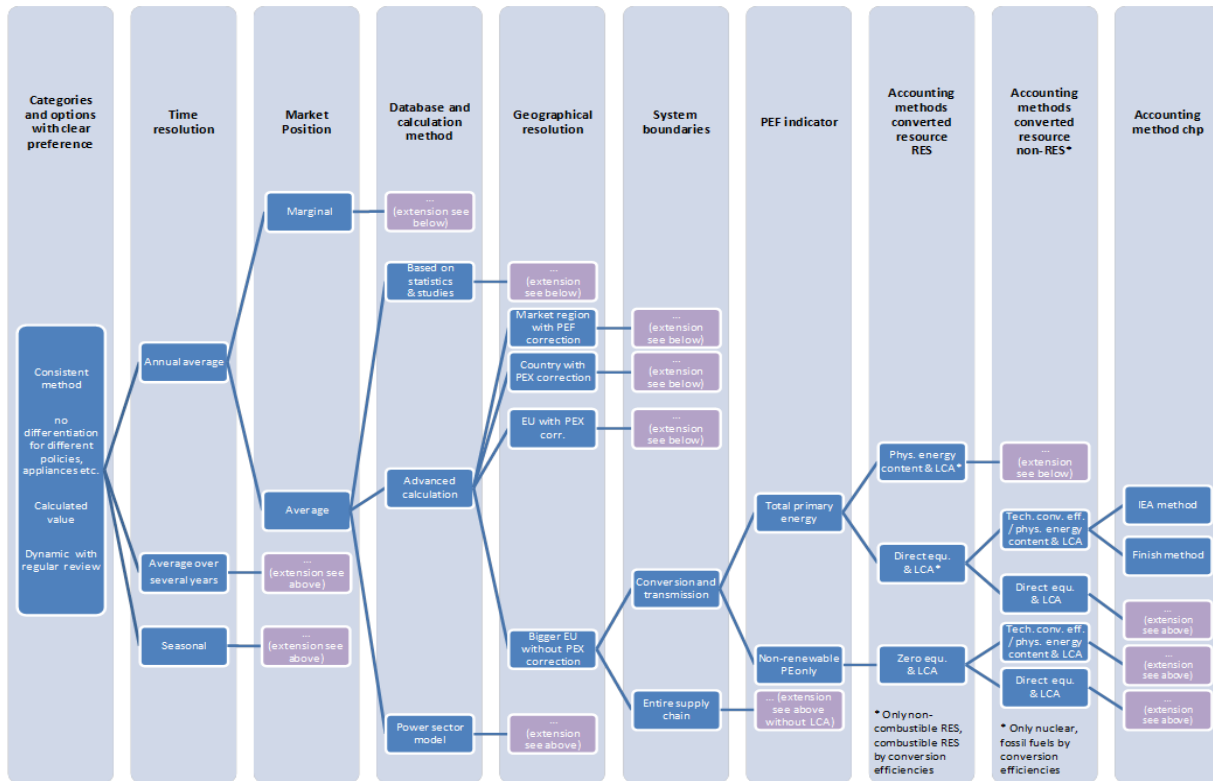 Categories
and options
with clear
preference
Consistent
method
no
differentiation
for different
policies,
appliances etc.
Calculated
value
Dynamic with
regular review
Time
resolution
Annual average
Average over
several years
Seasonal
Market
Position
Marginal
Average
...
(extension see
above)
...
(extension see
above)
Database and
calculation
method
...
(extension see
below)
Based on
statistics
& studies
Advanced
calculation
Power sector
model
Geographical
resolution
...
(extension
see below)
Market region
with PEF
correction
Country with
PEX correction
EU with PEX
corr.
Bigger EU
without PEX
correction
...
(extension
see above)
System
boundaries
...
(extension
see below)
...
(extension
see below)
...
(extension
see below)
Conversion and
transmission
Entire supply
chain
PEF indicator
Total primary
energy
Non-renewable
PE only
... (extension
see above
without LCA)
Accounting
methods
converted
resource
RES
Phys. energy
content & LCA*
Direct equ.
& LCA*
Zero equ.
& LCA
* Only non-
combustible RES,
combustible RES
by conversion
efficiencies
Accounting
methods
converted
resource
non-RES*
...
(extension
see below)
Tech. conv. eff.
/ phys. energy
content & LCA
Direct equ.
& LCA
Tech. conv. eff.
/ phys. energy
content & LCA
Direct equ.
& LCA
* Only nuclear,
fossil fuels by
conversion
efficiencies
Accounting
method chp
IEA method
Finish method
...
(extension
see above)
...
(extension
see above)
...
(extension
see above)